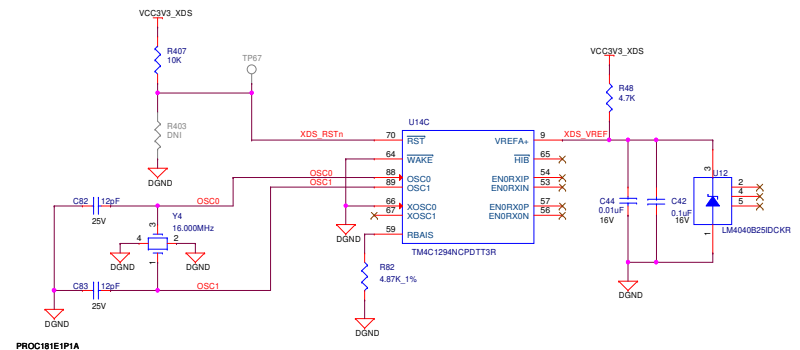 VCC3V3_XDS
R407
10K
TP67
R403
DNI
DGND
VCC3V3_XDS
R48
4.7K
U14C
XDS_RSTn
70
RST
VREFA+
9
XDS_VREF
64
WAKE
HIB
65
OSC0
88
OSC0
EN0RXIP
54
OSC1
89
OSC1
EN0RXIN
53
66
XOSC0
EN0RX0P
57
67
XOSC1
EN0RX0N
56
59
RBAIS
TM4C1294NCPDTT3R
DGND
C82
12pF
25V
OSC0
Y4
16.000MHz
3
4
2
1
DGND
DGND
C83
12pF
25V
OSC1
DGND
R82
4.87K_1%
DGND
C44
0.01uF
16V
C42
0.1uF
16V
3
U12
2
4
5
1
LM4040B25IDCKR
DGND
PROC181E1P1A